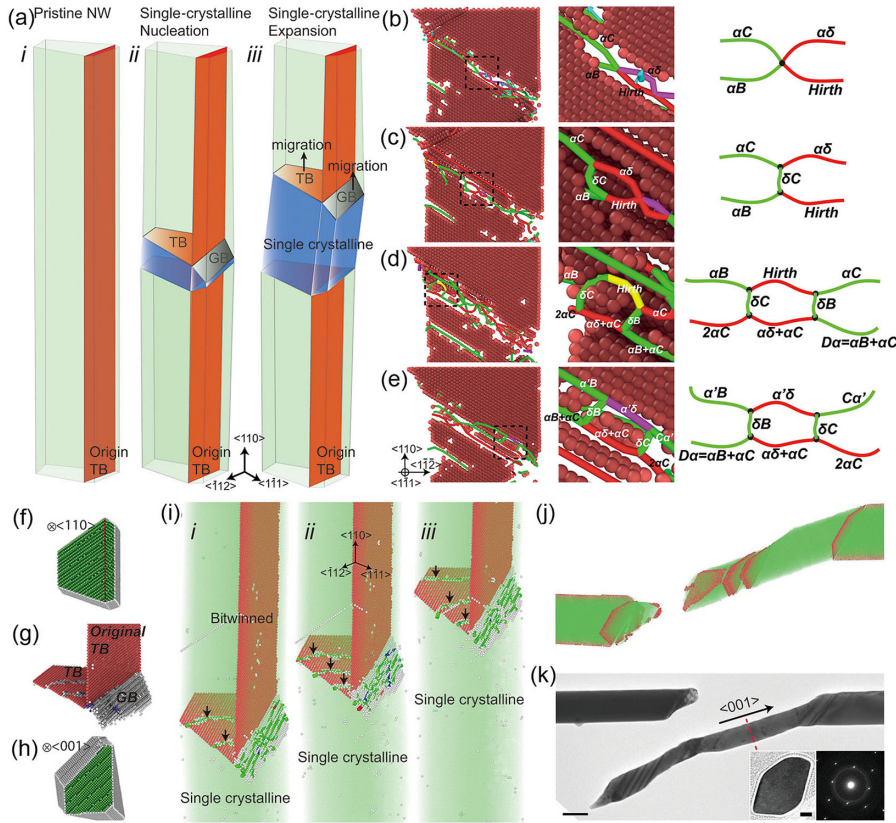 (a)
Pristine NW
Single-crystalline
Nucleation
Single-crystalline
Expansion
i
ii
iii
migration
TB
migration
GB
TB
GB
Single crystalline
Origin
TB
Origin
TB
Origin
TB
<110>
<1̄12>
<11̄1>
(b)
αC
αB
αδ
Hirth
αC
αδ
αB
Hirth
(c)
αC
αδ
δC
αB
Hirth
αC
αδ
δC
αB
Hirth
(d)
αB
Hirth
δC
2αC
δB
αC
αδ+αC
αB+αC
αB
Hirth
αC
δC
δB
2αC
αδ+αC
Dα=αB+αC
(e)
<110>
<11̄2>
α'B
αB+αC
δB
α'δ
αδ+αC
δC
Cα'
2αC
α'B
α'δ
Cα'
δB
δC
Dα=αB+αC
αδ+αC
2αC
(f)
⊗<110>
(g)
Original
TB
TB
GB
(h)
⊗<001>
(i)
i
ii
iii
<110>
<1̄12>
<11̄1>
Bitwinned
Single crystalline
Single crystalline
Single crystalline
(j)
(k)
<001>